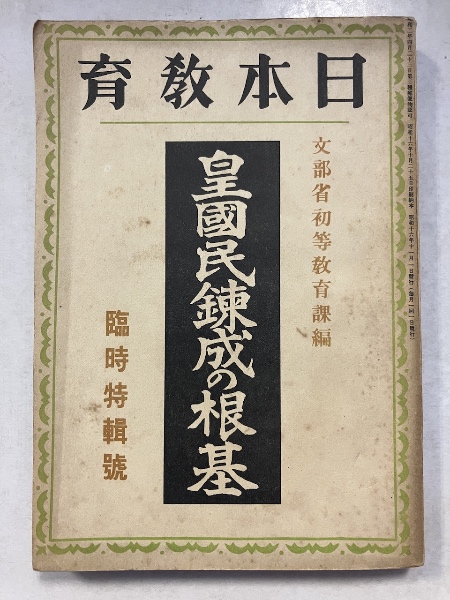 日本教育
文部省初等教育課編
皇國民錬成の根基
臨時特輯號